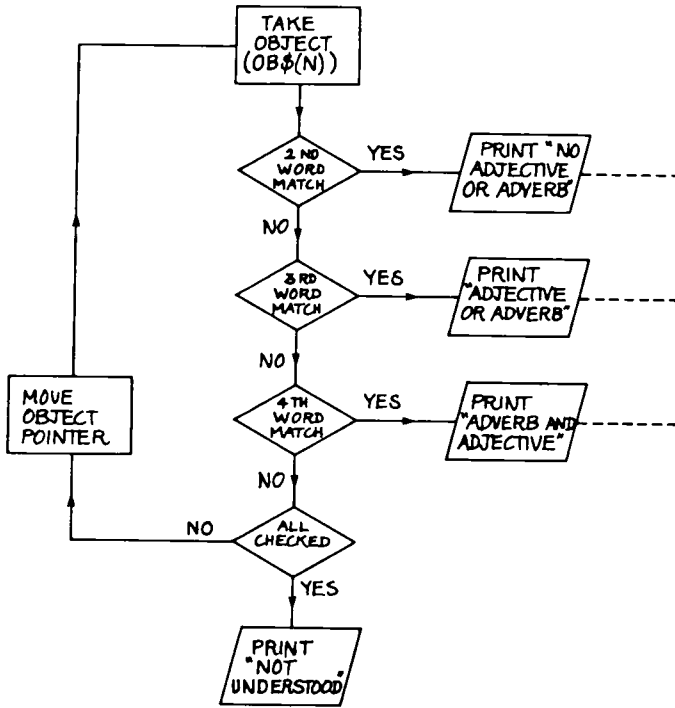 TAKE
OBJECT
(OB$(N))
2ND
WORD
MATCH
YES
PRINT "NO
ADJECTIVE
OR ADVERB"
NO
3RD
WORD
MATCH
YES
PRINT
"ADJECTIVE
OR ADVERB"
NO
MOVE
OBJECT
POINTER
4TH
WORD
MATCH
YES
PRINT
"ADVERB AND
ADJECTIVE"
NO
ALL
CHECKED
NO
YES
PRINT
"NOT
UNDERSTOOD"